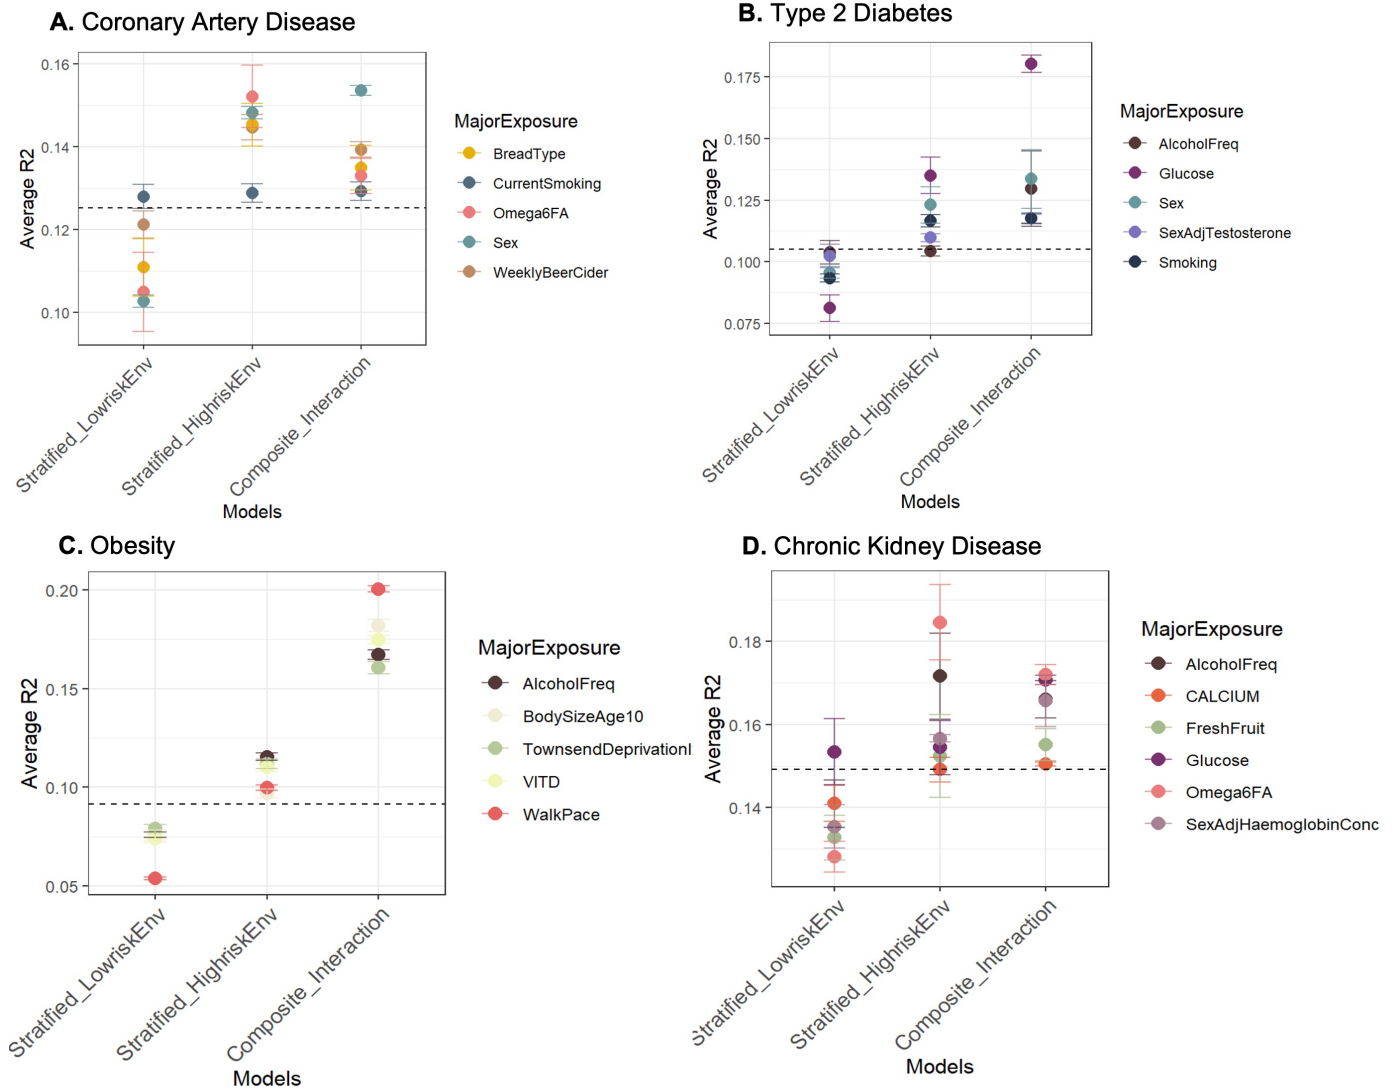 A. Coronary Artery Disease
0.16
0.14
0.12
0.10
Average R2
Stratified_LowriskEnv
Stratified_HighriskEnv
Composite_Interaction
Models
MajorExposure
BreadType
CurrentSmoking
Omega6FA
Sex
WeeklyBeerCider
B. Type 2 Diabetes
0.175
0.150
0.125
0.100
0.075
Average R2
Stratified_LowriskEnv
Stratified_HighriskEnv
Composite_Interaction
Models
MajorExposure
AlcoholFreq
Glucose
Sex
SexAdjTestosterone
Smoking
C. Obesity
0.20
0.15
0.10
0.05
Average R2
Stratified_LowriskEnv
Stratified_HighriskEnv
Composite_Interaction
Models
MajorExposure
AlcoholFreq
BodySizeAge10
TownsendDeprivationI
VITD
WalkPace
D. Chronic Kidney Disease
0.18
0.16
0.14
Average R2
Stratified_LowriskEnv
Stratified_HighriskEnv
Composite_Interaction
Models
MajorExposure
AlcoholFreq
CALCIUM
FreshFruit
Glucose
Omega6FA
SexAdjHaemoglobinConc